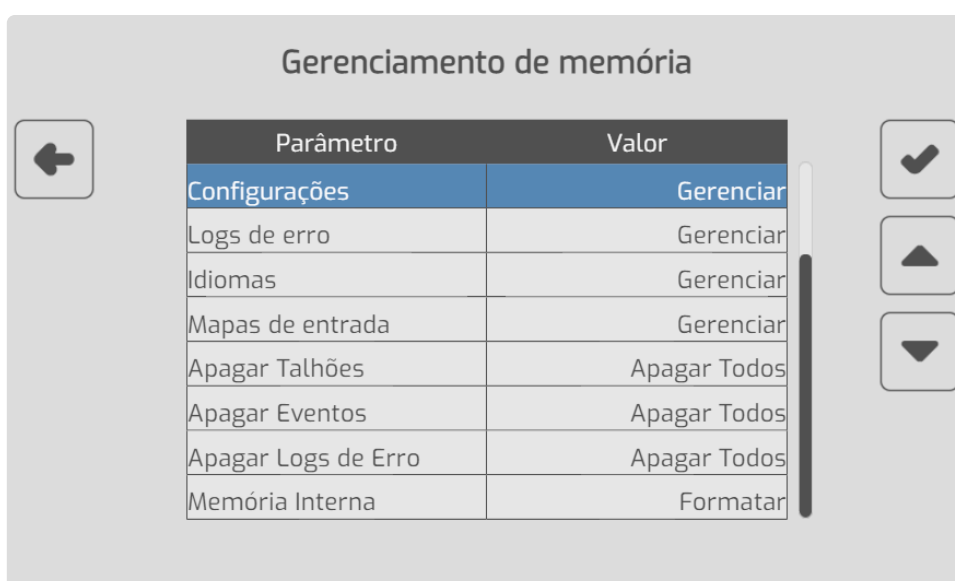 Gerenciamento de memória
Parâmetro Valor
Configurações Gerenciar
Logs de erro Gerenciar
Idiomas Gerenciar
Mapas de entrada Gerenciar
Apagar Talhões Apagar Todos
Apagar Eventos Apagar Todos
Apagar Logs de Erro Apagar Todos
Memória Interna Formatar